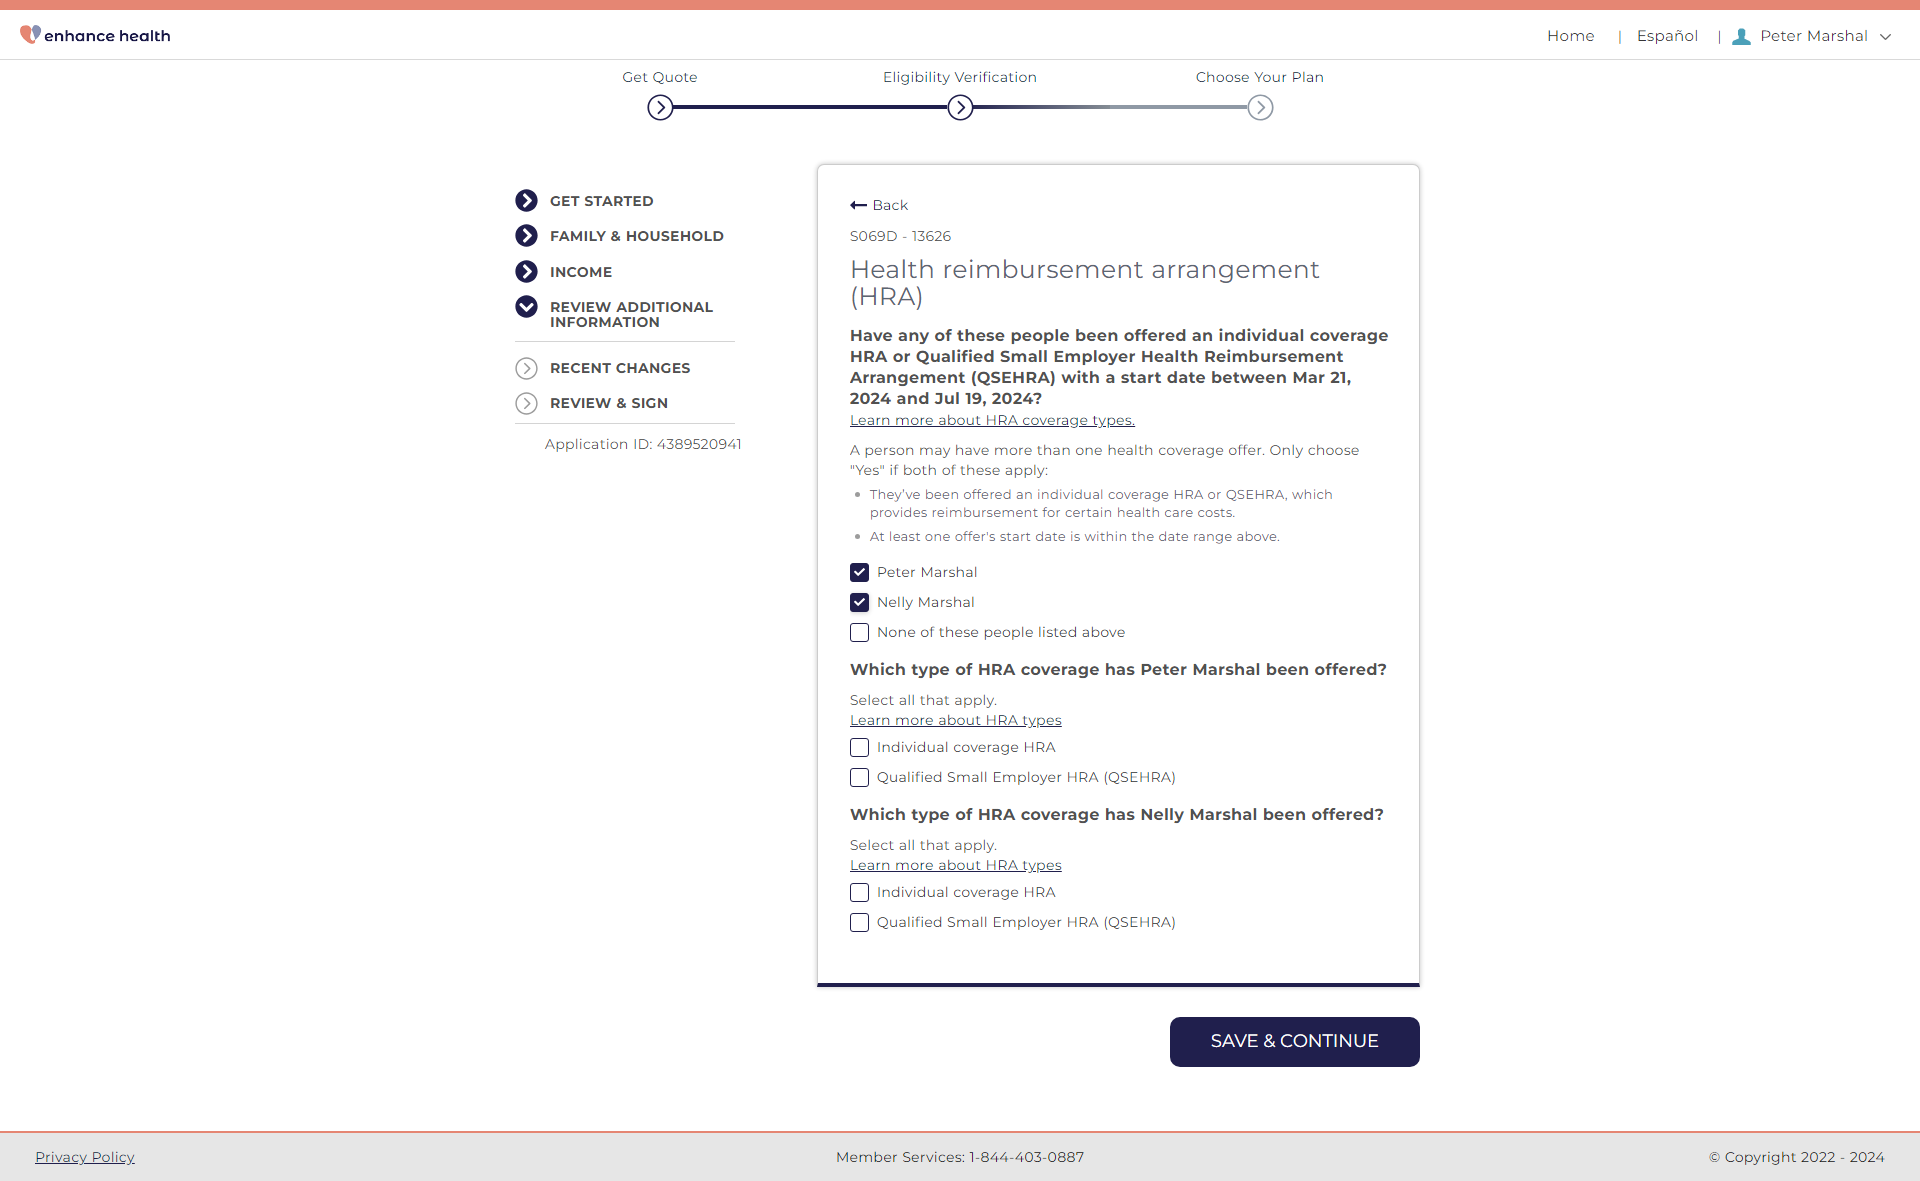 enhance health
Home | Español | Peter Marshal
Get Quote
Eligibility Verification
Choose Your Plan
GET STARTED
FAMILY & HOUSEHOLD
INCOME
REVIEW ADDITIONAL
INFORMATION
RECENT CHANGES
REVIEW & SIGN
Application ID: 4389520941
Back
S069D - 13626
Health reimbursement arrangement
(HRA)
Have any of these people been offered an individual coverage
HRA or Qualified Small Employer Health Reimbursement
Arrangement (QSEHRA) with a start date between Mar 21,
2024 and Jul 19, 2024?
Learn more about HRA coverage types.
A person may have more than one health coverage offer. Only choose
"Yes" if both of these apply:
• They’ve been offered an individual coverage HRA or QSEHRA, which
provides reimbursement for certain health care costs.
• At least one offer's start date is within the date range above.
Peter Marshal
Nelly Marshal
None of these people listed above
Which type of HRA coverage has Peter Marshal been offered?
Select all that apply.
Learn more about HRA types
Individual coverage HRA
Qualified Small Employer HRA (QSEHRA)
Which type of HRA coverage has Nelly Marshal been offered?
Select all that apply.
Learn more about HRA types
Individual coverage HRA
Qualified Small Employer HRA (QSEHRA)
SAVE & CONTINUE
Privacy Policy
Member Services: 1-844-403-0887
© Copyright 2022 - 2024